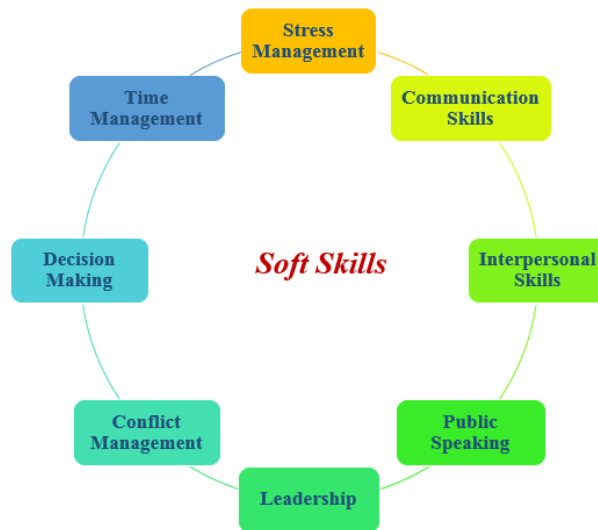 Stress
Management
Communication
Skills
Interpersonal
Skills
Public
Speaking
Leadership
Conflict
Management
Decision
Making
Time
Management
Soft Skills